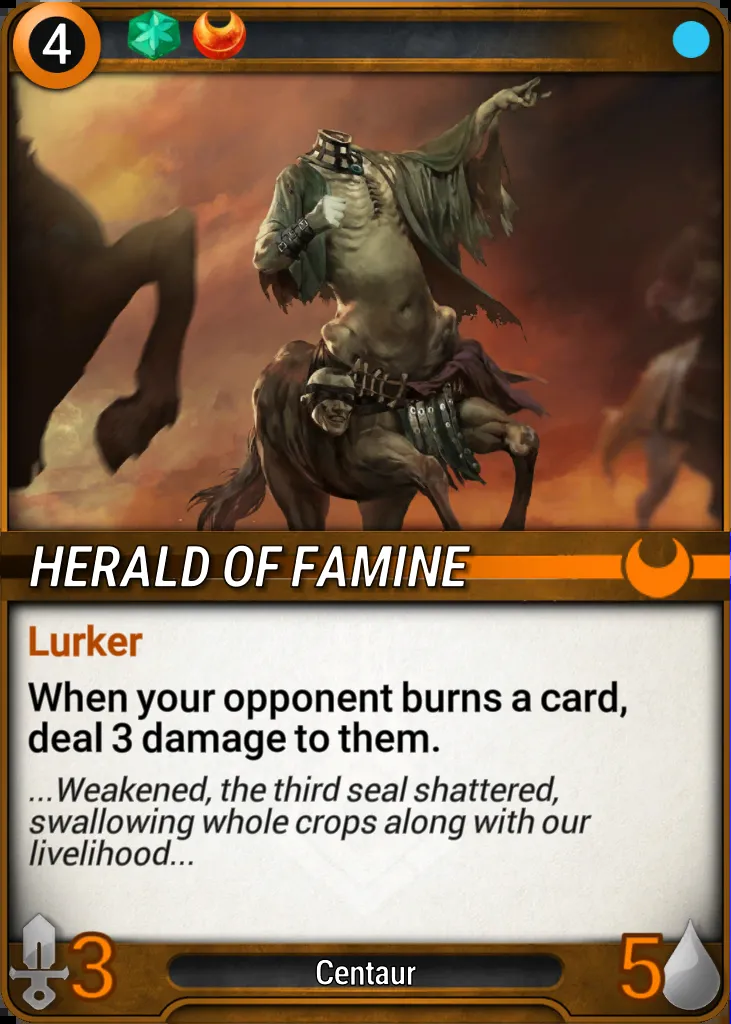 4
HERALD OF FAMINE
Lurker
When your opponent burns a card,
deal 3 damage to them.
...Weakened, the third seal shattered,
swallowing whole crops along with our
livelihood...
3
Centaur
5